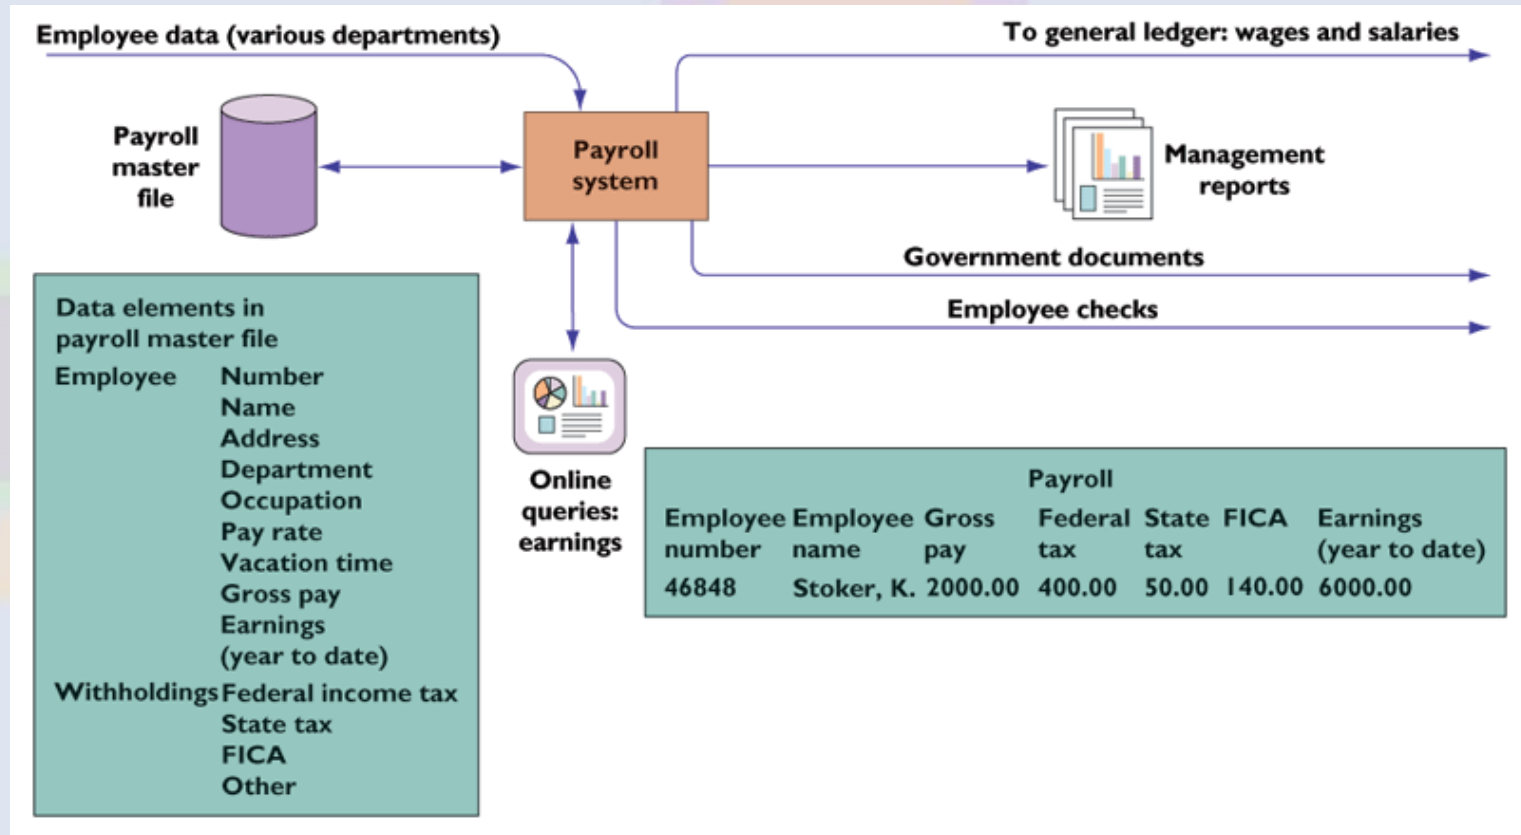 Employee data (various departments)
To general ledger: wages and salaries
Payroll
master
file
Payroll
system
Management
reports
Government documents
Employee checks
Data elements in
payroll master file
Employee Number
Name
Address
Department
Occupation
Pay rate
Vacation time
Gross pay
Earnings
(year to date)
Withholdings Federal income tax
State tax
FICA
Other
Online
queries:
earnings
Payroll
Employee Employee Gross Federal State FICA Earnings
number name pay tax tax (year to date)
46848 Stoker, K. 2000.00 400.00 50.00 140.00 6000.00